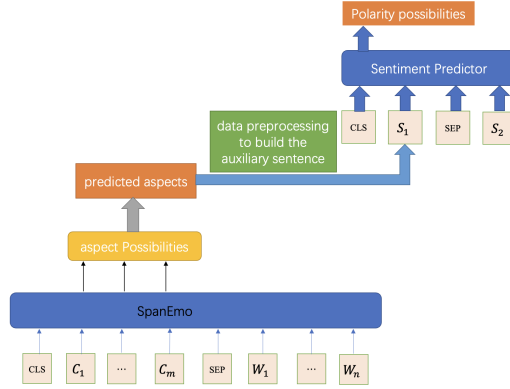 Polarity possibilities
Sentiment Predictor
CLS S₁ SEP S₂
data preprocessing
to build the
auxiliary sentence
predicted aspects
aspect Possibilities
SpanEmo
CLS C₁ ... Cₘ SEP W₁ ... Wₙ